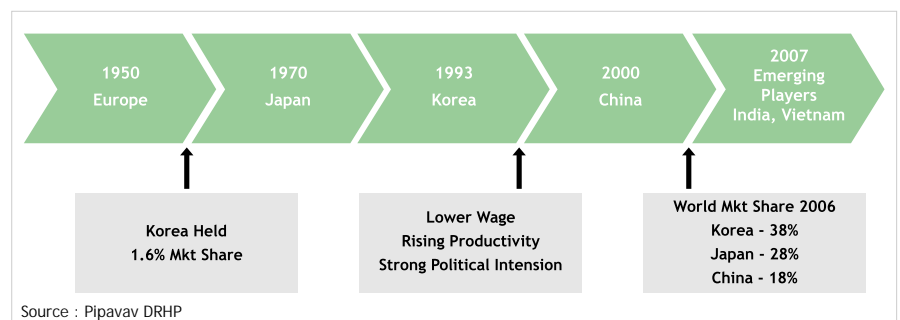 1950
Europe
1970
Japan
1993
Korea
2000
China
2007
Emerging
Players
India, Vietnam
Korea Held
1.6% Mkt Share
Lower Wage
Rising Productivity
Strong Political Intension
World Mkt Share 2006
Korea - 38%
Japan - 28%
China - 18%
Source : Pipavav DRHP